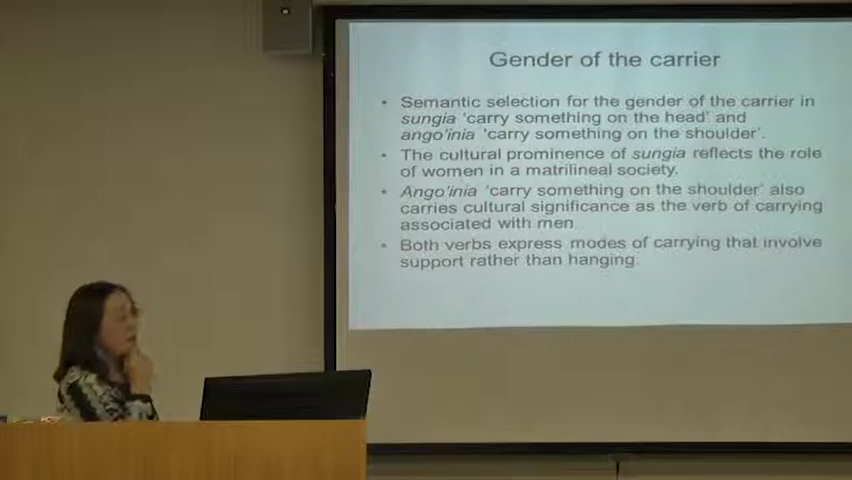 Gender of the carrier
• Semantic selection for the gender of the carrier in
sungia 'carry something on the head' and
ango'inia 'carry something on the shoulder'.
• The cultural prominence of sungia reflects the role
of women in a matrilineal society.
• Ango'inia 'carry something on the shoulder' also
carries cultural significance as the verb of carrying
associated with men
• Both verbs express modes of carrying that involve
support rather than hanging.